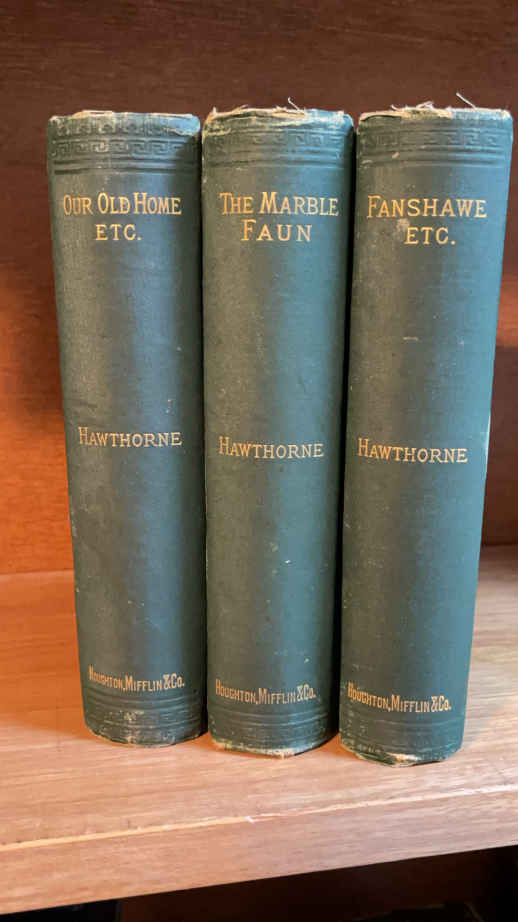 OUR OLD HOME
ETC.
HAWTHORNE
HOUGHTON, MIFFLIN & CO.
THE MARBLE
FAUN
HAWTHORNE
HOUGHTON, MIFFLIN & CO.
FANSHAWE
ETC.
HAWTHORNE
HOUGHTON, MIFFLIN & CO.